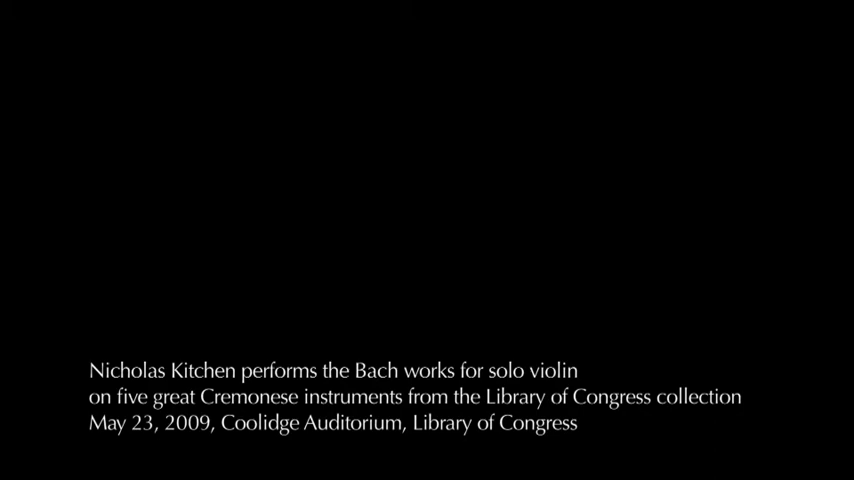 Nicholas Kitchen performs the Bach works for solo violin
on five great Cremonese instruments from the Library of Congress collection
May 23, 2009, Coolidge Auditorium, Library of Congress